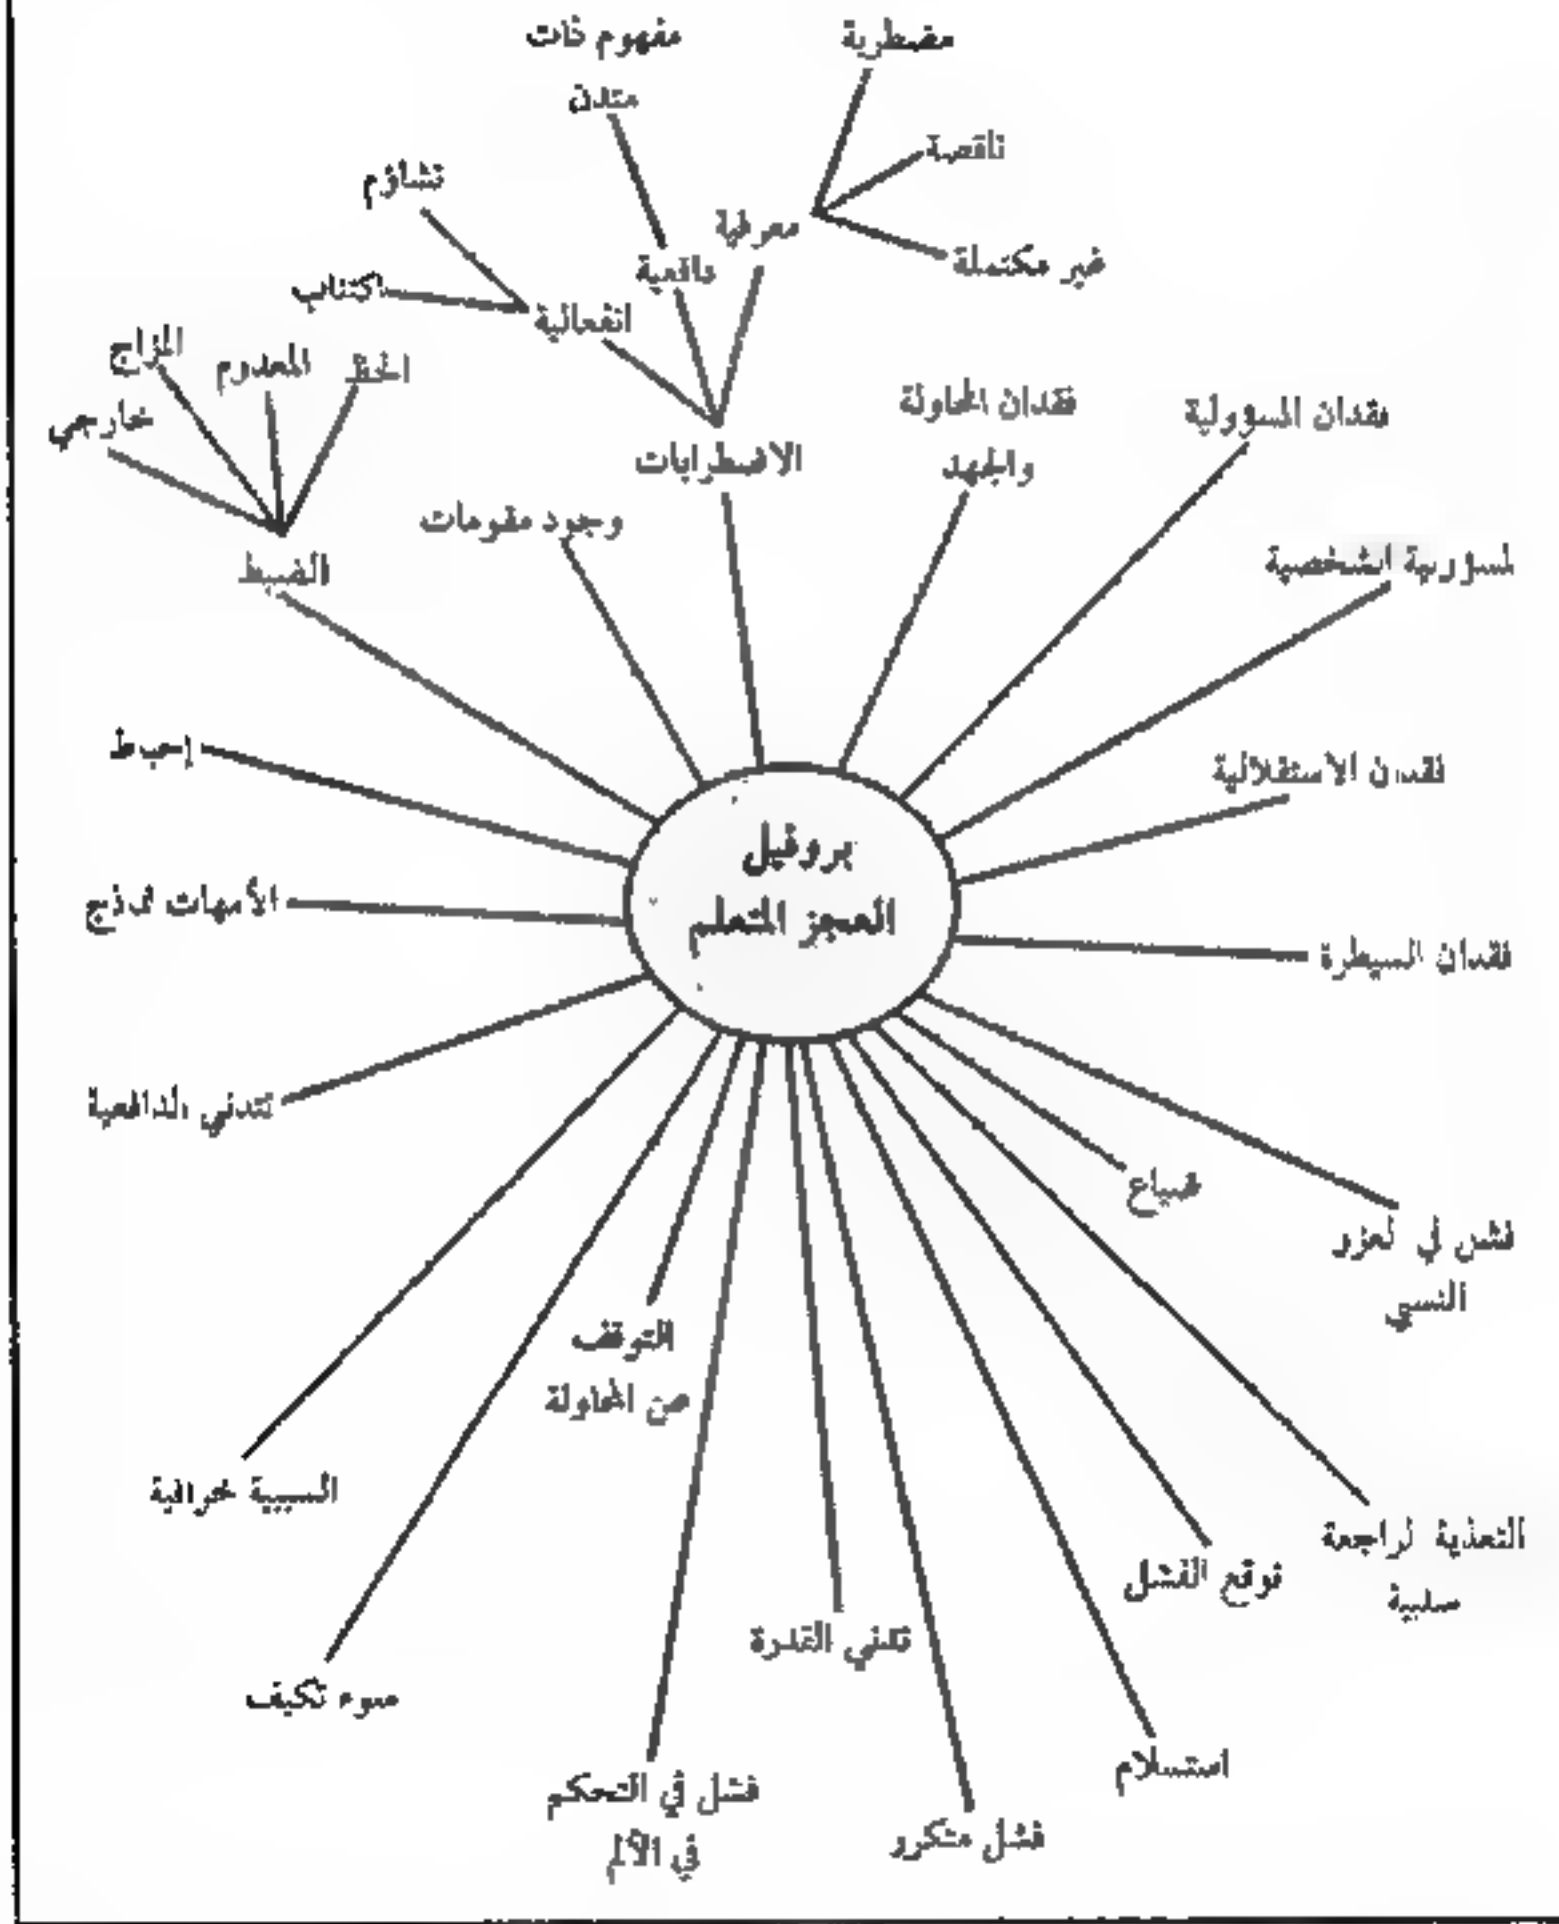 مفهوم ذات
متدن
مضطربة
ناقصة
تشاؤم
معرفية
دافعية
غير مكتملة
اكتئاب
انفعالية
المزاج
المعدوم
الحظ
خارجي
فقدان المحاولة
والجهد
فقدان المسؤولية
الاضطرابات
وجود مقومات
الضبط
الشخصية
إحباط
فقدان الاستقلالية
بروفيل
العجز المتعلم
الأمهات نماذج
فقدان السيطرة
تتدني الدافعية
ضياع
فشل في العزو
النسبي
التوقف
عن المحاولة
السببية خرافية
التغذية الراجعة
سلبية
توقع الفشل
تدني القدرة
سوء تكيف
استسلام
فشل في التحكم
في الألم
فشل متكرر